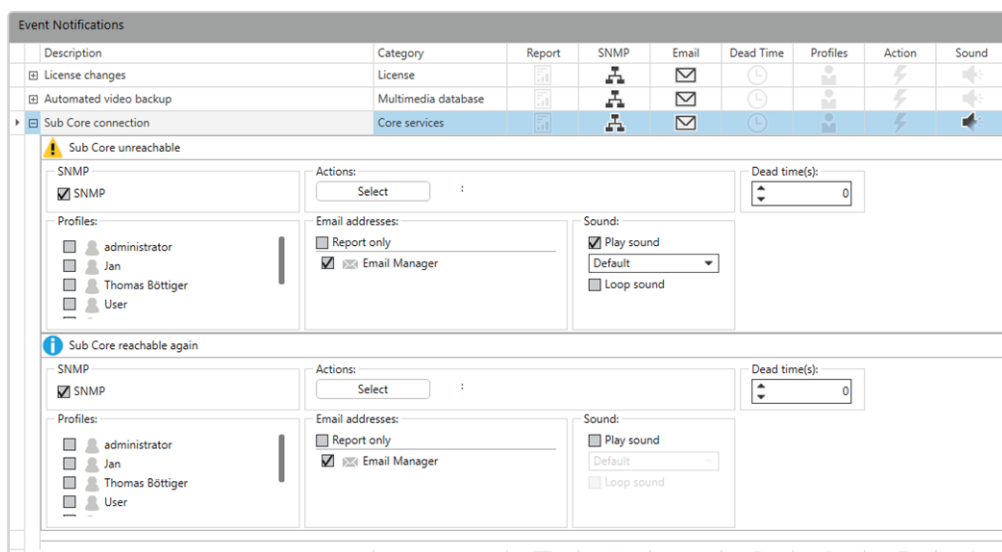 Event Notifications
Description Category Report SNMP Email Dead Time Profiles Action Sound
License changes License
Automated video backup Multimedia database
Sub Core connection Core services
Sub Core unreachable
SNMP Actions: Dead time(s):
SNMP Select : 0
Profiles: Email addresses: Sound:
administrator Report only Play sound
Jan Email Manager Default
Thomas Böttiger Loop sound
User
Sub Core reachable again
SNMP Actions: Dead time(s):
SNMP Select : 0
Profiles: Email addresses: Sound:
administrator Report only Play sound
Jan Email Manager Default
Thomas Böttiger Loop sound
User